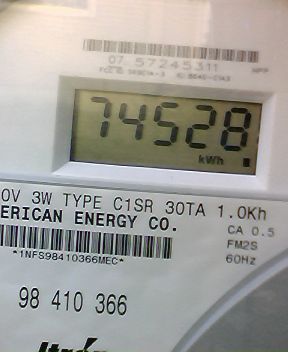 07 57245311
74528
kWh
0V 3W TYPE C1SR 30TA 1.0Kh
ERICAN ENERGY CO.
CA 0.5
FM2S
60Hz
*1NFS98410366MEC*
98 410 366
Itron